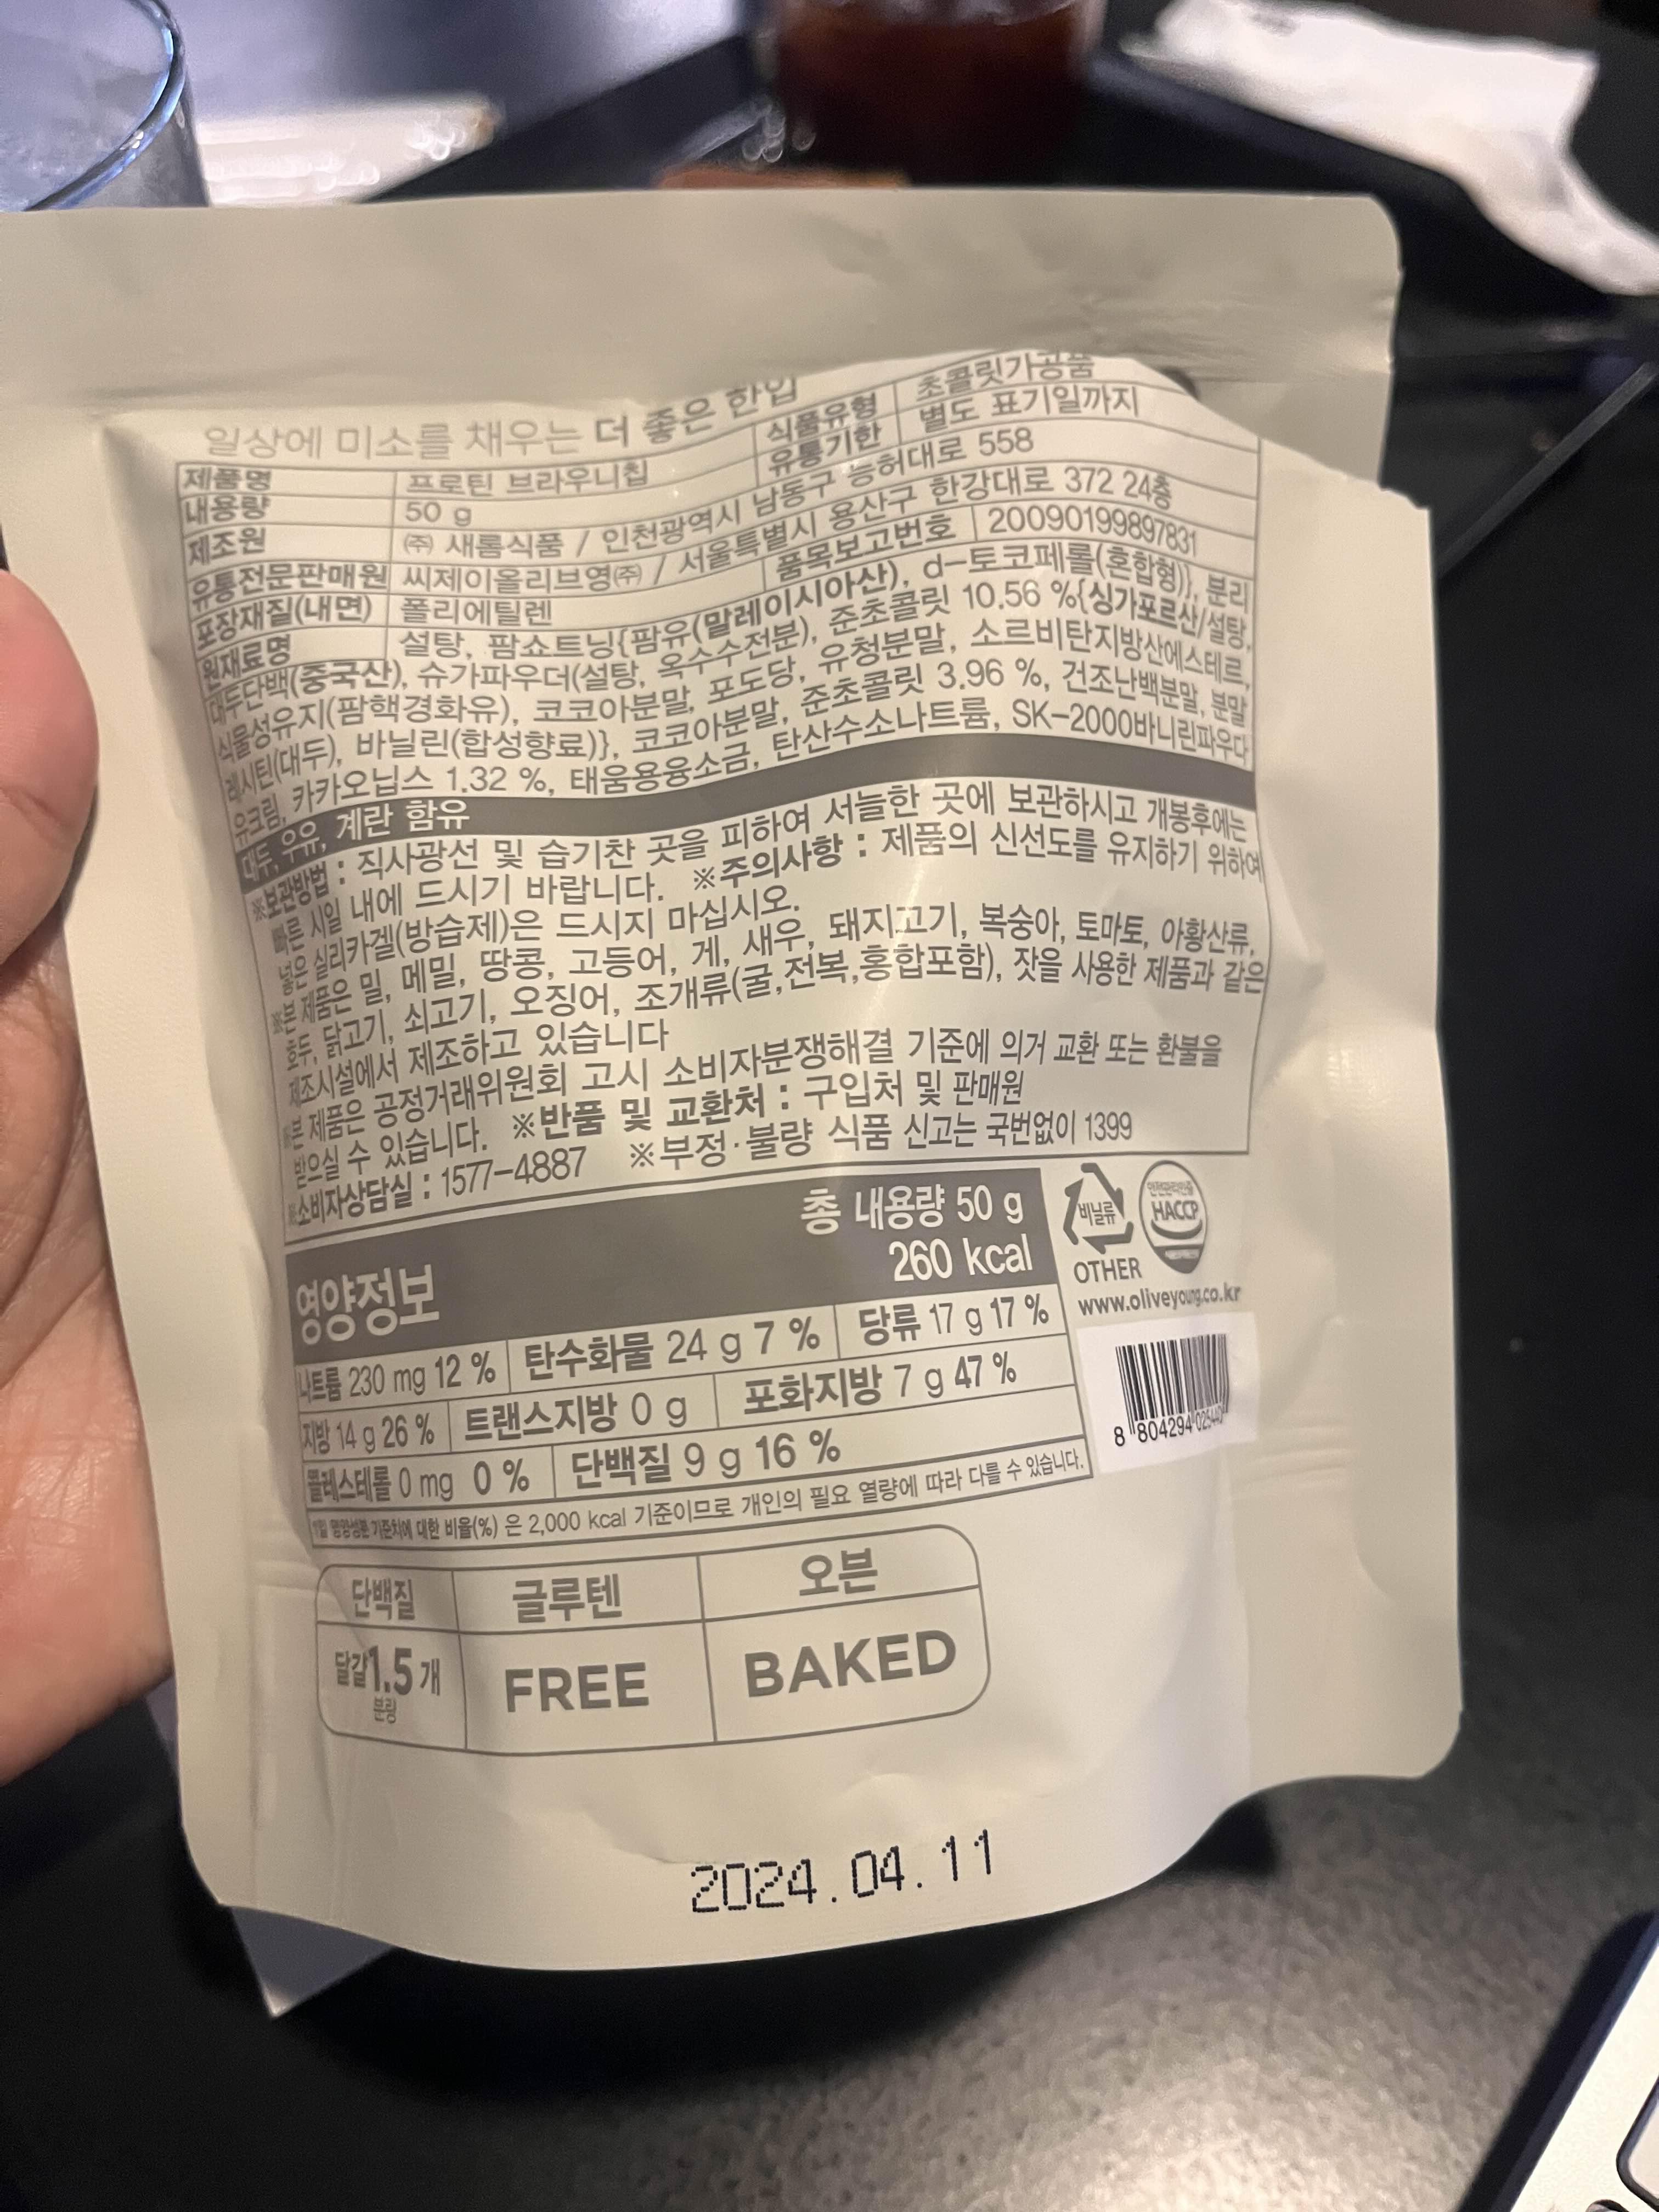 일상에 미소를 채우는 더 좋은 한입
제품명 프로틴 브라우니칩 식품유형 초콜릿가공품
내용량 50 g 유통기한 별도 표기일까지
제조원 ㈜ 새롬식품 / 인천광역시 남동구 능허대로 558
유통전문판매원 씨제이올리브영㈜ / 서울특별시 용산구 한강대로 372 24층
포장재질(내면) 폴리에틸렌 품목보고번호 20090199897831
원재료명 설탕, 팜쇼트닝{팜유(말레이시아산), d-토코페롤(혼합형)}, 분리
대두단백(중국산), 슈가파우더(설탕, 옥수수전분), 준초콜릿 10.56 %{싱가포르산/설탕,
식물성유지(팜핵경화유), 코코아분말, 포도당, 유청분말, 소르비탄지방산에스테르,
레시틴(대두), 바닐린(합성향료)}, 코코아분말, 준초콜릿 3.96 %, 건조난백분말, 분말
유크림, 카카오닙스 1.32 %, 태움용융소금, 탄산수소나트륨, SK-2000바니린파우다
대두, 우유, 계란 함유
※보관방법 : 직사광선 및 습기찬 곳을 피하여 서늘한 곳에 보관하시고 개봉후에는
빠른 시일 내에 드시기 바랍니다. ※주의사항 : 제품의 신선도를 유지하기 위하여
넣은 실리카겔(방습제)은 드시지 마십시오.
※본 제품은 밀, 메밀, 땅콩, 고등어, 게, 새우, 돼지고기, 복숭아, 토마토, 아황산류,
호두, 닭고기, 쇠고기, 오징어, 조개류(굴,전복,홍합포함), 잣을 사용한 제품과 같은
제조시설에서 제조하고 있습니다
※본 제품은 공정거래위원회 고시 소비자분쟁해결 기준에 의거 교환 또는 환불을
받으실 수 있습니다. ※반품 및 교환처 : 구입처 및 판매원
※소비자상담실 : 1577-4887 ※부정·불량 식품 신고는 국번없이 1399
영양정보 총 내용량 50 g
260 kcal
나트륨 230 mg 12 % 탄수화물 24 g 7 % 당류 17 g 17 %
지방 14 g 26 % 트랜스지방 0 g 포화지방 7 g 47 %
콜레스테롤 0 mg 0 % 단백질 9 g 16 %
1일 영양성분 기준치에 대한 비율(%) 은 2,000 kcal 기준이므로 개인의 필요 열량에 따라 다를 수 있습니다.
비닐류
OTHER
안전관리인증
HACCP
www.oliveyoung.co.kr
8 804294
단백질 글루텐 오븐
달걀1.5개 FREE BAKED
분량
2024.04.11